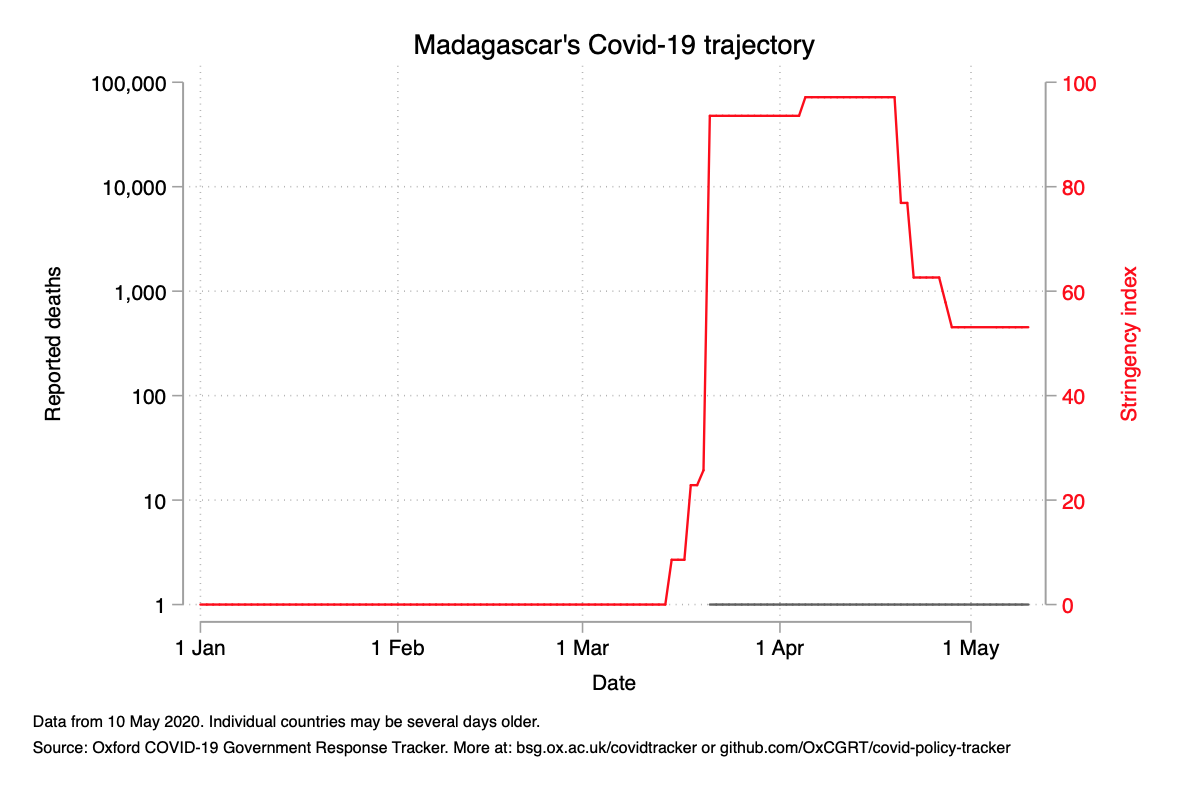 Madagascar's Covid-19 trajectory
100,000
10,000
1,000
100
10
1
Reported deaths
100
80
60
40
20
0
Stringency index
1 Jan
1 Feb
1 Mar
1 Apr
1 May
Date
Data from 10 May 2020. Individual countries may be several days older.
Source: Oxford COVID-19 Government Response Tracker. More at: bsg.ox.ac.uk/covidtracker or github.com/OxCGRT/covid-policy-tracker